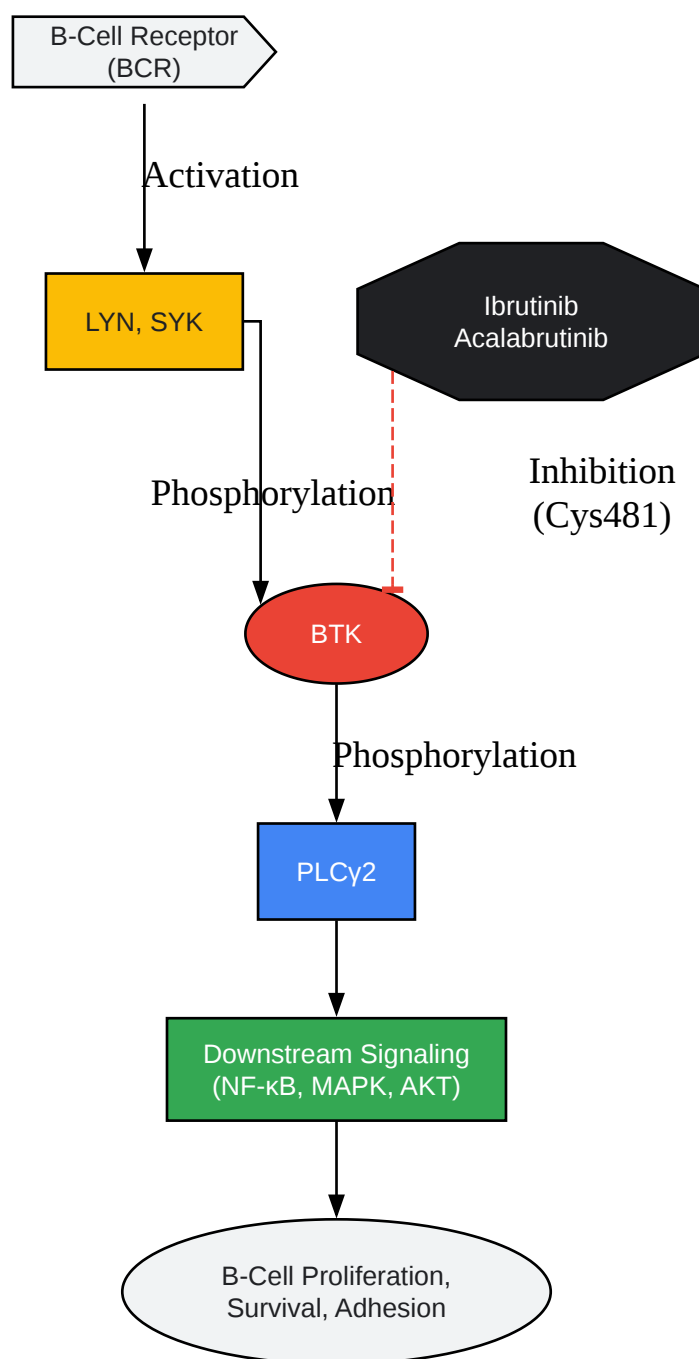 B-Cell Receptor
(BCR)
Activation
LYN, SYK
Ibrutinib
Acalabrutinib
Inhibition
(Cys481)
Phosphorylation
BTK
Phosphorylation
PLCγ2
Downstream Signaling
(NF-κB, MAPK, AKT)
B-Cell Proliferation,
Survival, Adhesion